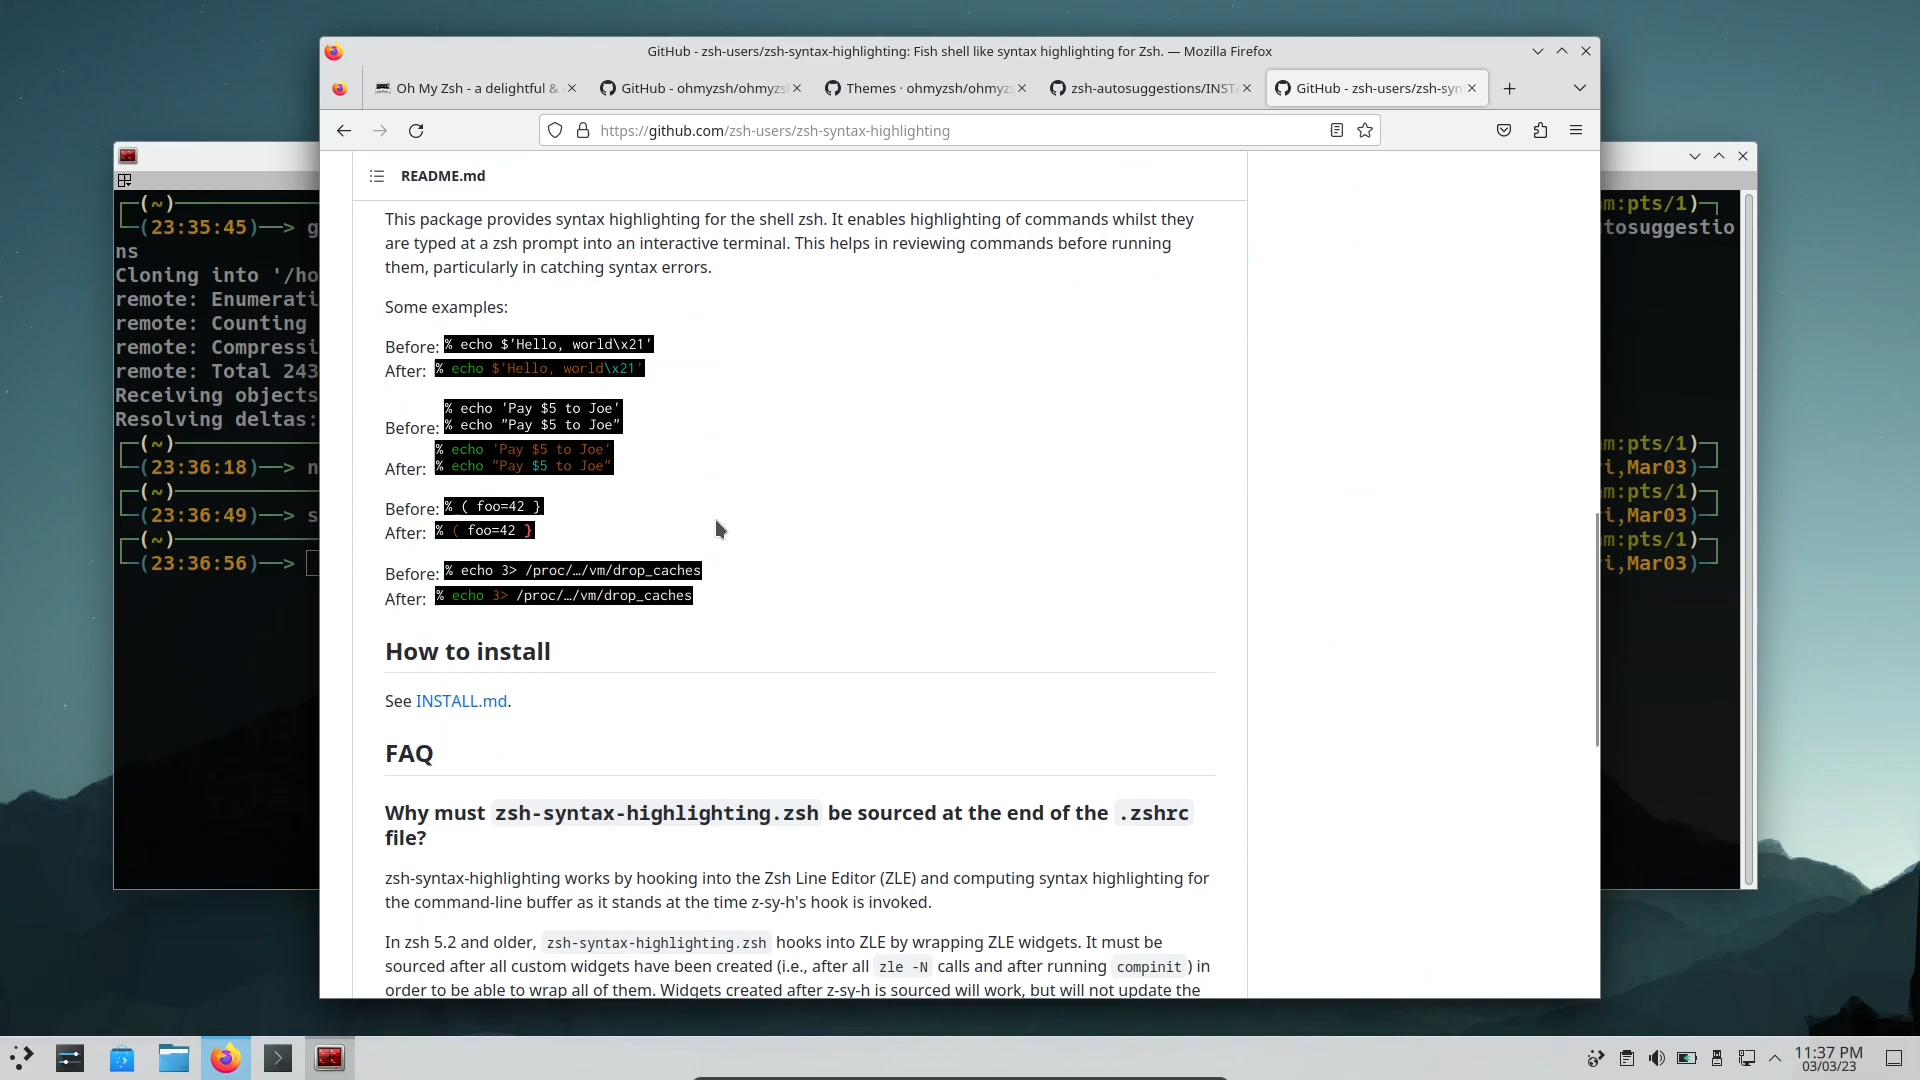 GitHub - zsh-users/zsh-syntax-highlighting: Fish shell like syntax highlighting for Zsh. — Mozilla Firefox
Oh My Zsh - a delightful &
GitHub - ohmyzsh/ohmyzs
Themes · ohmyzsh/ohmyzs
zsh-autosuggestions/INSTA
GitHub - zsh-users/zsh-syn
https://github.com/zsh-users/zsh-syntax-highlighting
README.md
This package provides syntax highlighting for the shell zsh. It enables highlighting of commands whilst they
are typed at a zsh prompt into an interactive terminal. This helps in reviewing commands before running
them, particularly in catching syntax errors.
Some examples:
Before: % echo $'Hello, world\x21'
After: % echo $'Hello, world\x21'
% echo 'Pay $5 to Joe'
Before: % echo "Pay $5 to Joe"
% echo 'Pay $5 to Joe'
After: % echo "Pay $5 to Joe"
Before: % ( foo=42 }
After: % ( foo=42 }
Before: % echo 3> /proc/…/vm/drop_caches
After: % echo 3> /proc/…/vm/drop_caches
How to install
See INSTALL.md.
FAQ
Why must zsh-syntax-highlighting.zsh be sourced at the end of the .zshrc
file?
zsh-syntax-highlighting works by hooking into the Zsh Line Editor (ZLE) and computing syntax highlighting for
the command-line buffer as it stands at the time z-sy-h's hook is invoked.
In zsh 5.2 and older, zsh-syntax-highlighting.zsh hooks into ZLE by wrapping ZLE widgets. It must be
sourced after all custom widgets have been created (i.e., after all zle -N calls and after running compinit ) in
order to be able to wrap all of them. Widgets created after z-sy-h is sourced will work, but will not update the
(~)
(23:35:45)—> g
ns
Cloning into '/ho
remote: Enumerati
remote: Counting
remote: Compressi
remote: Total 243
Receiving objects
Resolving deltas:
(~)
(23:36:18)—> n
(~)
(23:36:49)—> s
(~)
(23:36:56)—>
m:pts/1)
tosuggestio
m:pts/1)
i,Mar03)
m:pts/1)
i,Mar03)
m:pts/1)
i,Mar03)
11:37 PM
03/03/23